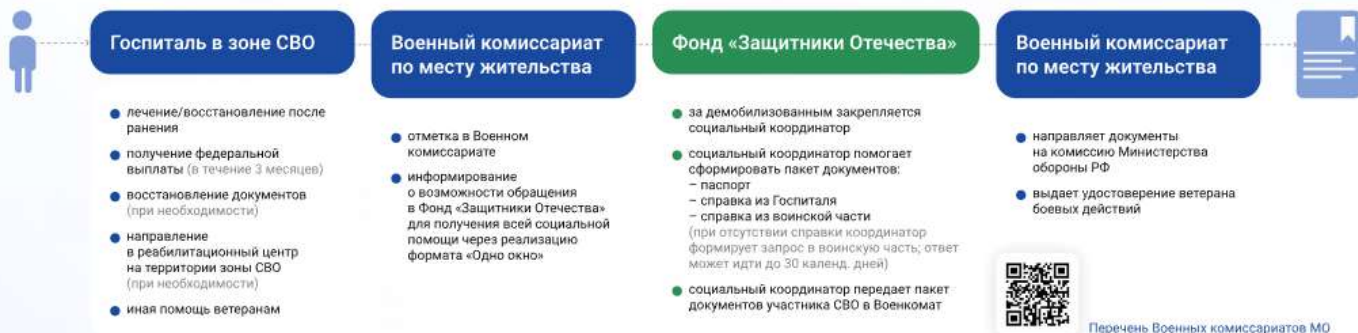 Госпиталь в зоне СВО
лечение/восстановление после
ранения
получение федеральной
выплаты (в течение 3 месяцев)
восстановление документов
(при необходимости)
направление
в реабилитационный центр
на территории зоны СВО
(при необходимости)
иная помощь ветеранам
Военный комиссариат
по месту жительства
отметка в Военном
комиссариате
информирование
о возможности обращения
в Фонд «Защитники Отечества»
для получения всей социальной
помощи через реализацию
формата «Одно окно»
Фонд «Защитники Отечества»
за демобилизованным закрепляется
социальный координатор
социальный координатор помогает
сформировать пакет документов:
– паспорт
– справка из Госпиталя
– справка из воинской части
(при отсутствии справки координатор
формирует запрос в воинскую часть; ответ
может идти до 30 календ. дней)
социальный координатор передает пакет
документов участника СВО в Военкомат
Военный комиссариат
по месту жительства
направляет документы
на комиссию Министерства
обороны РФ
выдает удостоверение ветерана
боевых действий
Перечень Военных комиссариатов МО